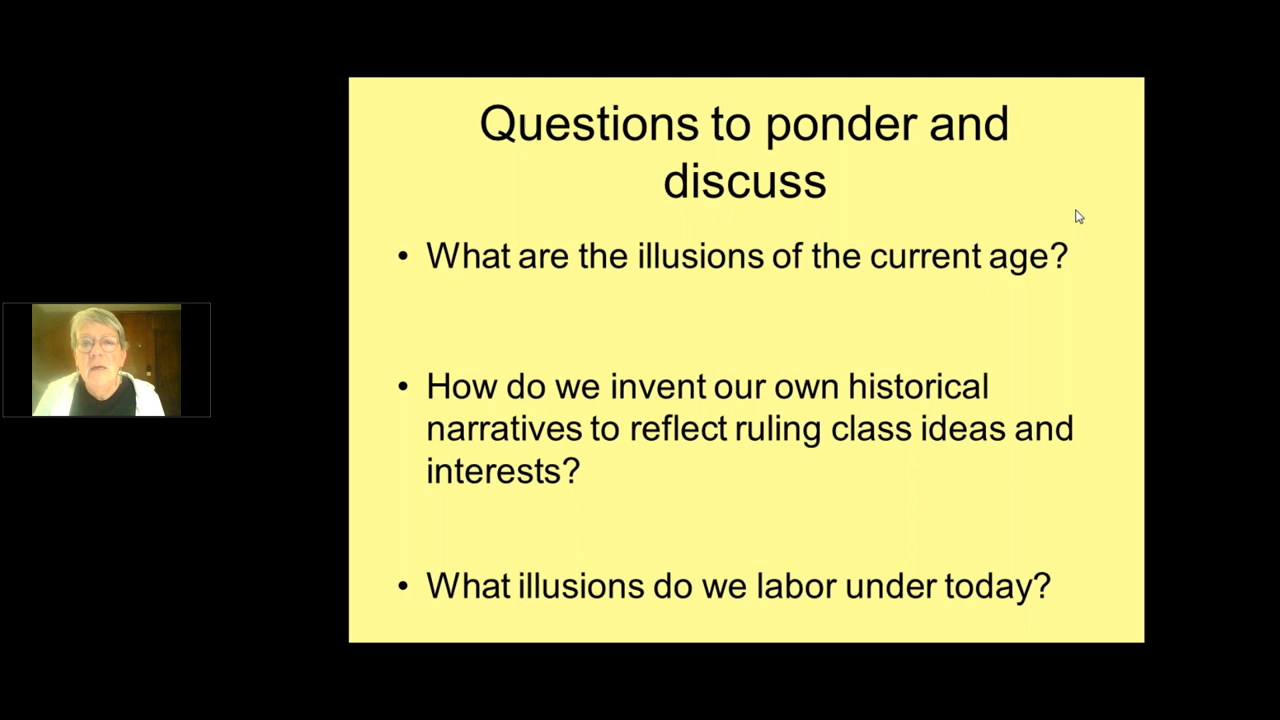 Questions to ponder and
discuss
• What are the illusions of the current age?
• How do we invent our own historical
narratives to reflect ruling class ideas and
interests?
• What illusions do we labor under today?